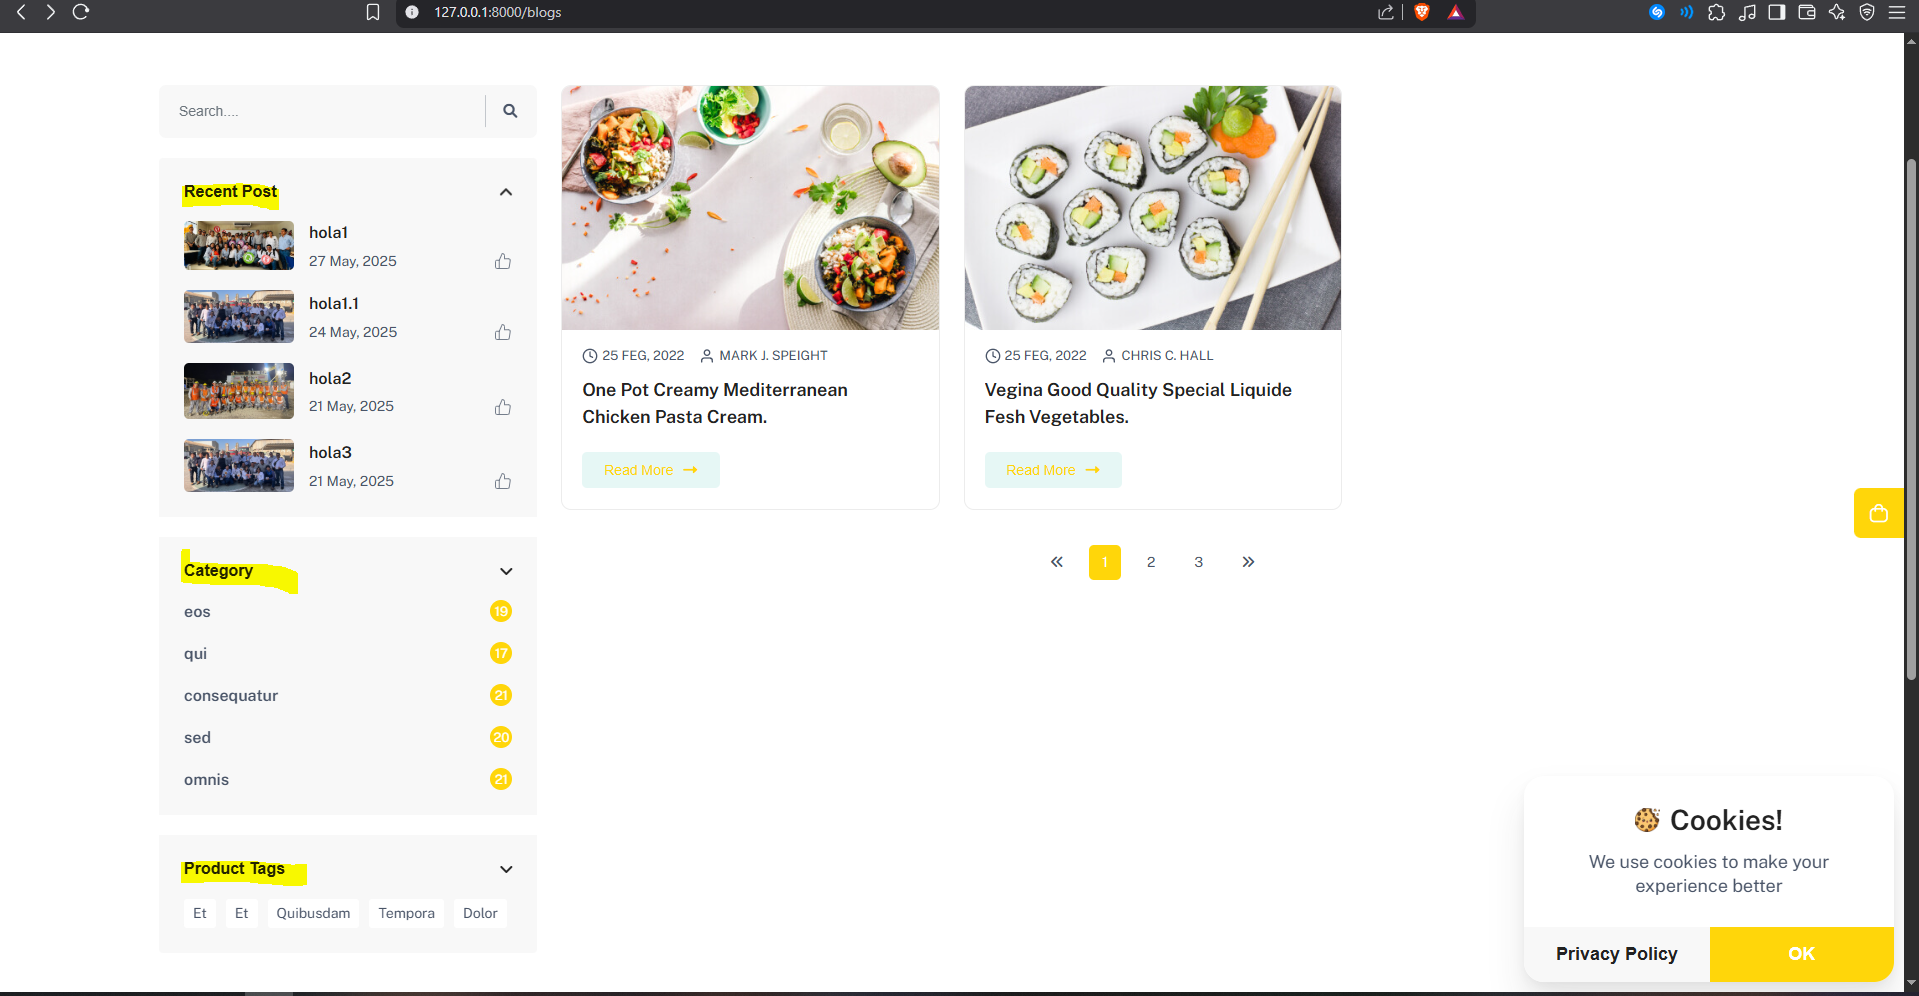 127.0.0.1:8000/blogs
Search....
Recent Post
hola1
27 May, 2025
hola1.1
24 May, 2025
hola2
21 May, 2025
hola3
21 May, 2025
Category
eos 19
qui 17
consequatur 21
sed 20
omnis 21
Product Tags
Et Et Quibusdam Tempora Dolor
25 FEG, 2022 MARK J. SPEIGHT
One Pot Creamy Mediterranean
Chicken Pasta Cream.
Read More
25 FEG, 2022 CHRIS C. HALL
Vegina Good Quality Special Liquide
Fesh Vegetables.
Read More
« 1 2 3 »
Cookies!
We use cookies to make your
experience better
Privacy Policy OK